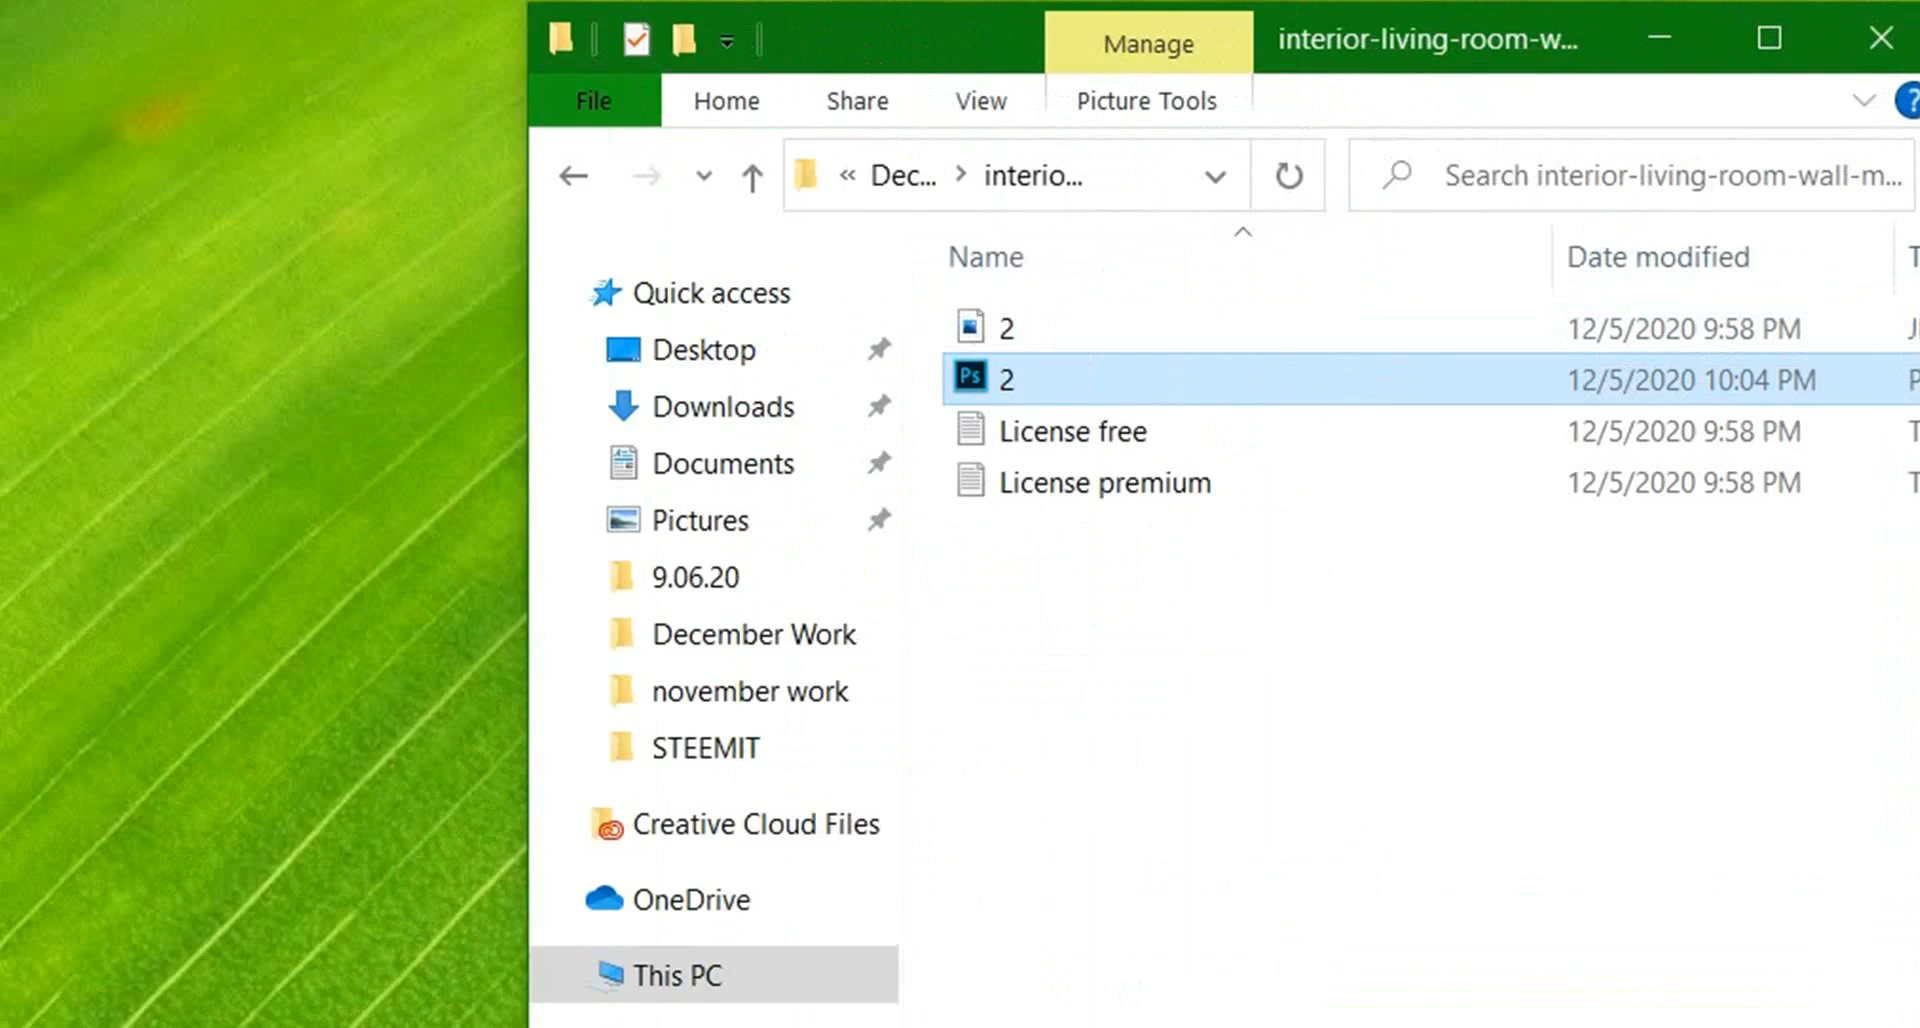 Manage
interior-living-room-w...
File
Home
Share
View
Picture Tools
?
« Dec... > interio...
Search interior-living-room-wall-m...
Name
Date modified
T
2
12/5/2020 9:58 PM
Ps
2
12/5/2020 10:04 PM
P
License free
12/5/2020 9:58 PM
T
License premium
12/5/2020 9:58 PM
T
Quick access
Desktop
Downloads
Documents
Pictures
9.06.20
December Work
november work
STEEMIT
Creative Cloud Files
OneDrive
This PC